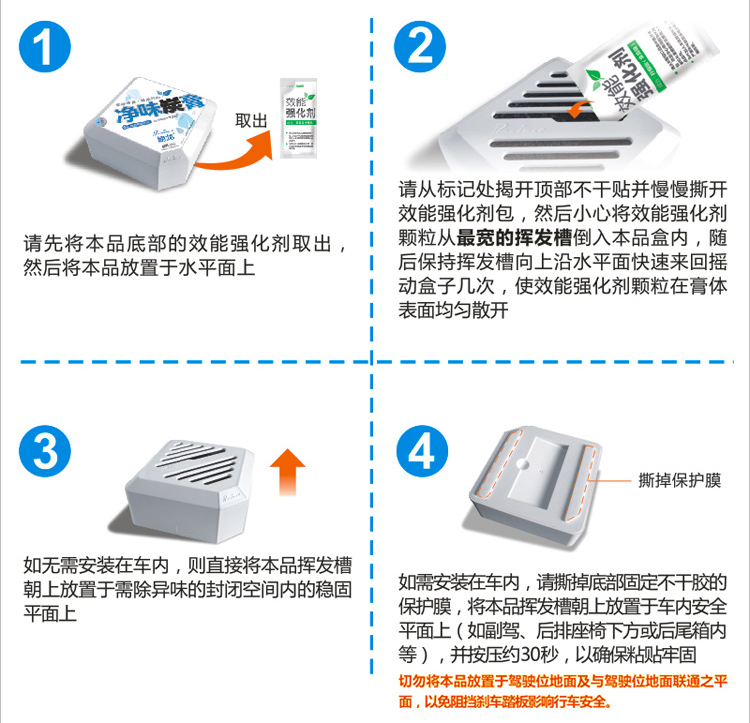 1
净味炭膏
取出
效能
强化剂
请先将本品底部的效能强化剂取出，
然后将本品放置于水平面上
2
效能
强化剂
请从标记处揭开顶部不干贴并慢慢撕开
效能强化剂包，然后小心将效能强化剂
颗粒从最宽的挥发槽倒入本品盒内，随
后保持挥发槽向上沿水平面快速来回摇
动盒子几次，使效能强化剂颗粒在膏体
表面均匀散开
3
如无需安装在车内，则直接将本品挥发槽
朝上放置于需除异味的封闭空间内的稳固
平面上
4
撕掉保护膜
如需安装在车内，请撕掉底部固定不干胶的
保护膜，将本品挥发槽朝上放置于车内安全
平面上（如副驾、后排座椅下方或后尾箱内
等），并按压约30秒，以确保粘贴牢固
切勿将本品放置于驾驶位地面及与驾驶位地面联通之平
面，以免阻挡刹车踏板影响行车安全。